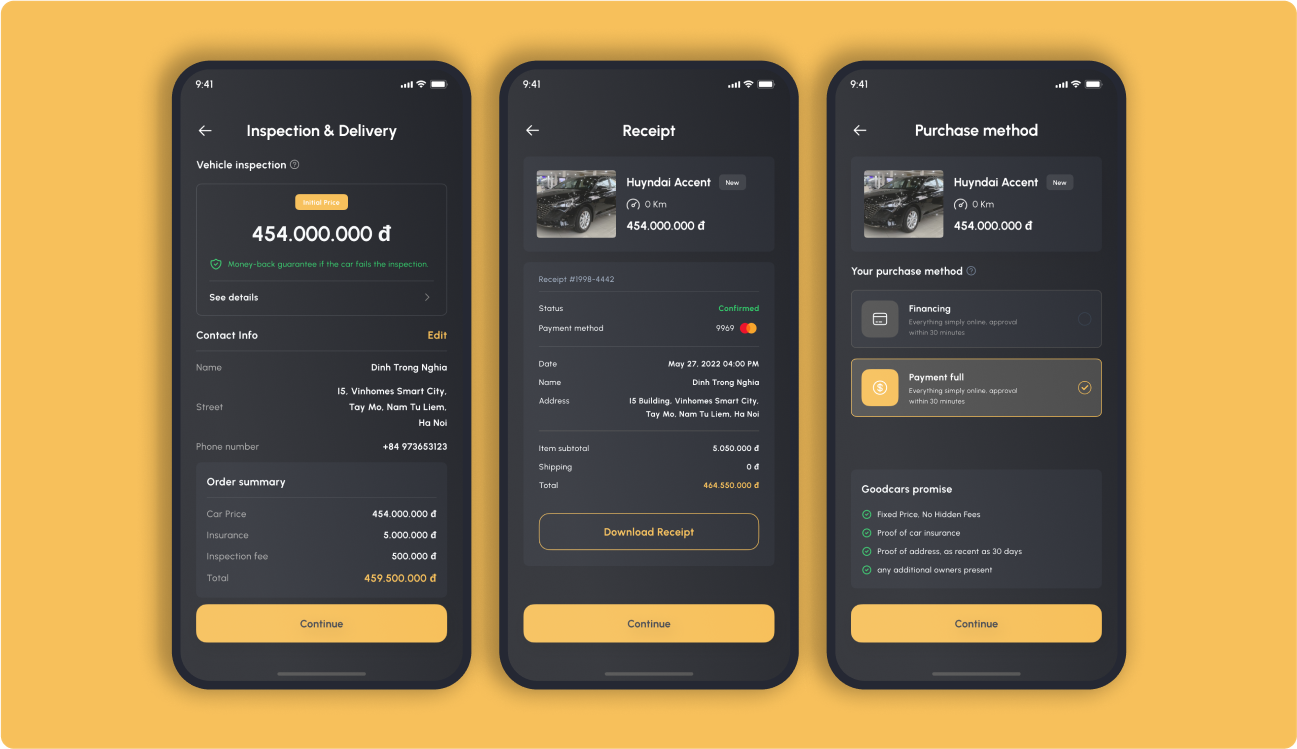 9:41
Inspection & Delivery
Vehicle inspection
Initial Price
454.000.000 đ
Money-back guarantee if the car fails the inspection.
See details
Contact Info Edit
Name Dinh Trong Nghia
Street 15, Vinhomes Smart City,
Tay Mo, Nam Tu Liem,
Ha Noi
Phone number +84 973653123
Order summary
Car Price 454.000.000 đ
Insurance 5.000.000 đ
Inspection fee 500.000 đ
Total 459.500.000 đ
Continue
9:41
Receipt
Huyndai Accent New
0 Km
454.000.000 đ
Receipt #1998-4442
Status Confirmed
Payment method 9969
Date May 27, 2022 04:00 PM
Name Dinh Trong Nghia
Address 15 Building, Vinhomes Smart City,
Tay Mo, Nam Tu Liem, Ha Noi
Item subtotal 5.050.000 đ
Shipping 0 đ
Total 464.550.000 đ
Download Receipt
Continue
9:41
Purchase method
Huyndai Accent New
0 Km
454.000.000 đ
Your purchase method
Financing
Everything simply online, approval
within 30 minutes
Payment full
Everything simply online, approval
within 30 minutes
Goodcars promise
Fixed Price, No Hidden Fees
Proof of car insurance
Proof of address, as recent as 30 days
any additional owners present
Continue